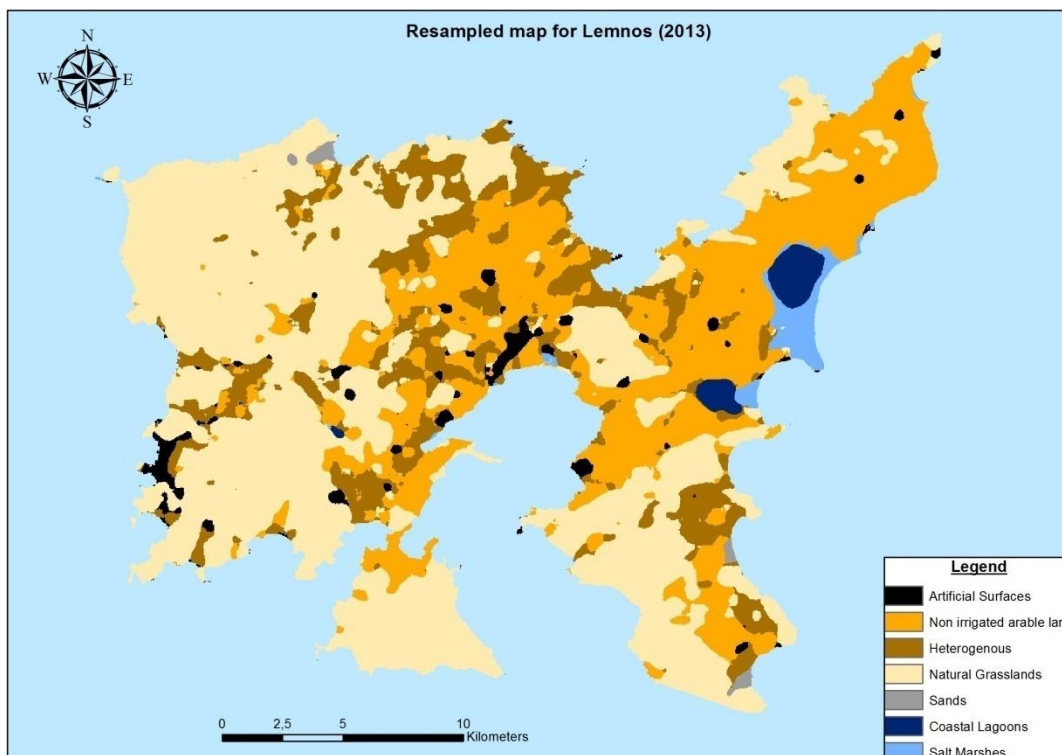 Resampled map for Lemnos (2013)
N
W E
S
Legend
Artificial Surfaces
Non irrigated arable lan
Heterogenous
Natural Grasslands
Sands
Coastal Lagoons
Salt Marshes
0 2,5 5 10
Kilometers